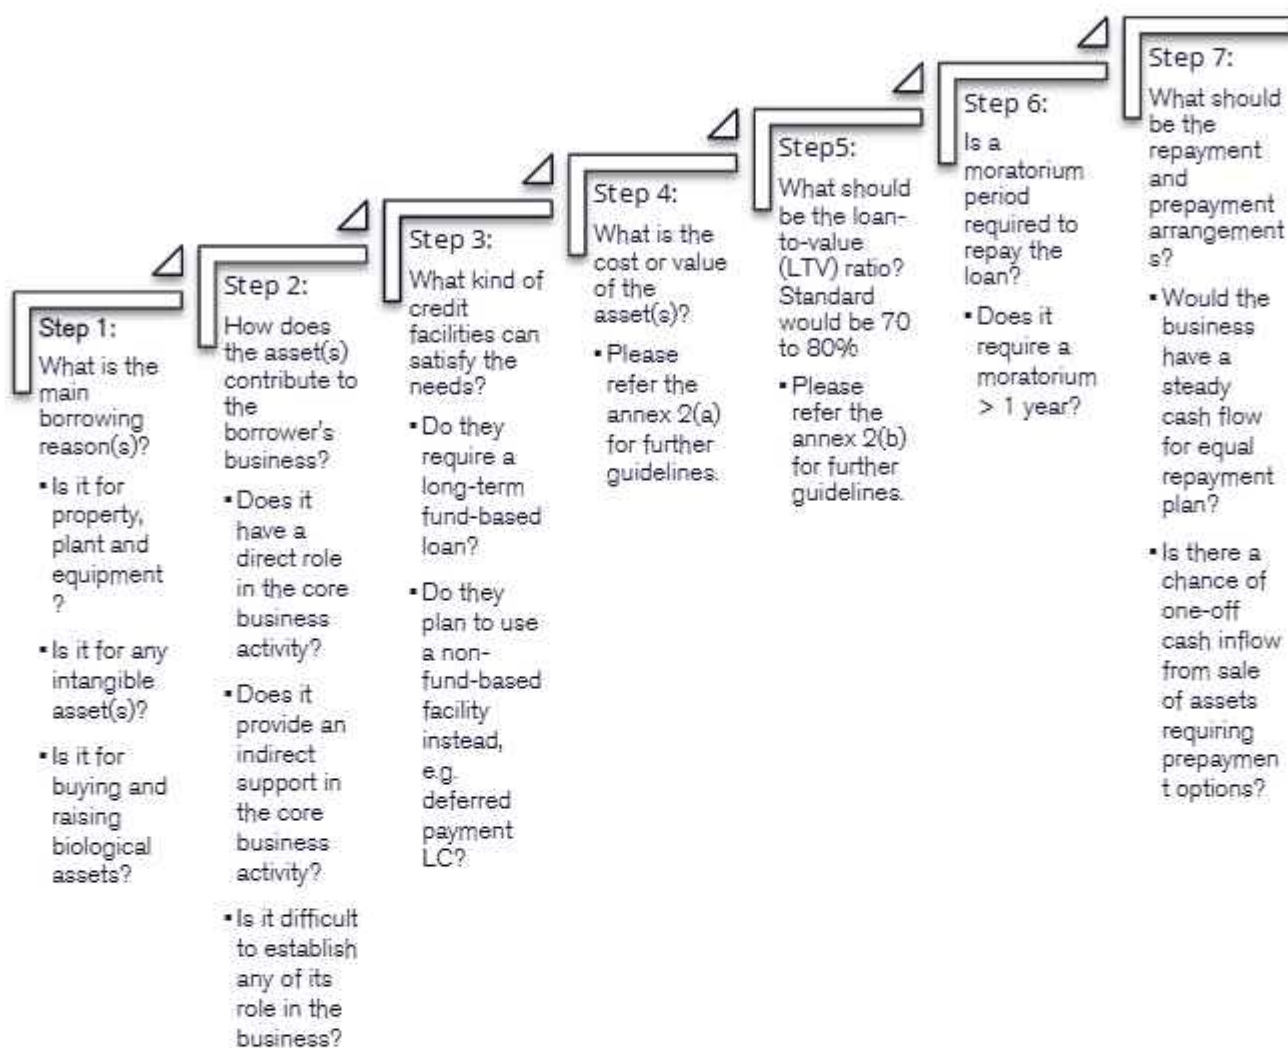 Step 1:
What is the
main
borrowing
reason(s)?
▪ Is it for
property,
plant and
equipment
?
▪ Is it for any
intangible
asset(s)?
▪ Is it for
buying and
raising
biological
assets?
Step 2:
How does
the asset(s)
contribute to
the
borrower's
business?
▪ Does it
have a
direct role
in the core
business
activity?
▪ Does it
provide an
indirect
support in
the core
business
activity?
▪ Is it difficult
to establish
any of its
role in the
business?
Step 3:
What kind of
credit
facilities can
satisfy the
needs?
▪ Do they
require a
long-term
fund-based
loan?
▪ Do they
plan to use
a non-
fund-based
facility
instead,
e.g.
deferred
payment
LC?
Step 4:
What is the
cost or value
of the
asset(s)?
▪ Please
refer the
annex 2(a)
for further
guidelines.
Step5:
What should
be the loan-
to-value
(LTV) ratio?
Standard
would be 70
to 80%
▪ Please
refer the
annex 2(b)
for further
guidelines.
Step 6:
Is a
moratorium
period
required to
repay the
loan?
▪ Does it
require a
moratorium
> 1 year?
Step 7:
What should
be the
repayment
and
prepayment
arrangement
s?
▪ Would the
business
have a
steady
cash flow
for equal
repayment
plan?
▪ Is there a
chance of
one-off
cash inflow
from sale
of assets
requiring
prepaymen
t options?